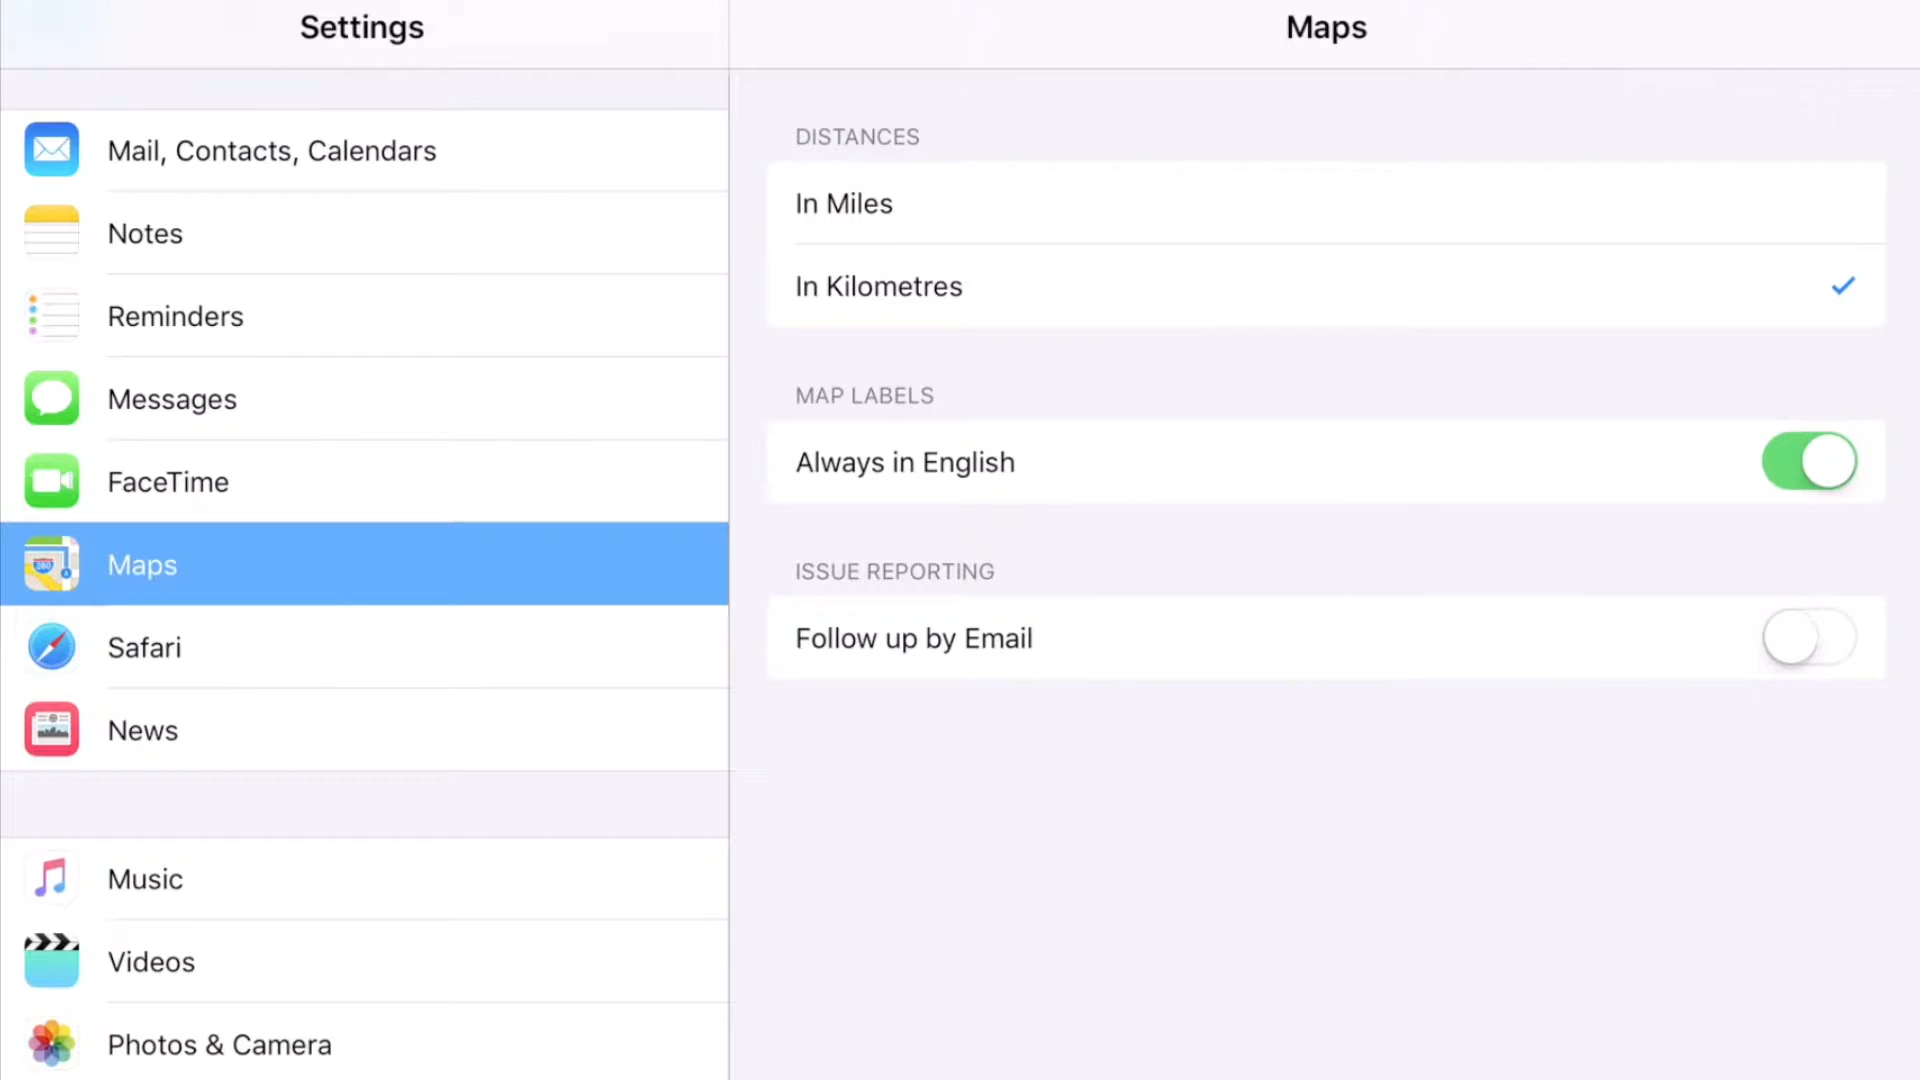 Settings
Mail, Contacts, Calendars
Notes
Reminders
Messages
FaceTime
280
Maps
Safari
News
Music
Videos
Photos & Camera
Maps
DISTANCES
In Miles
In Kilometres
MAP LABELS
Always in English
ISSUE REPORTING
Follow up by Email